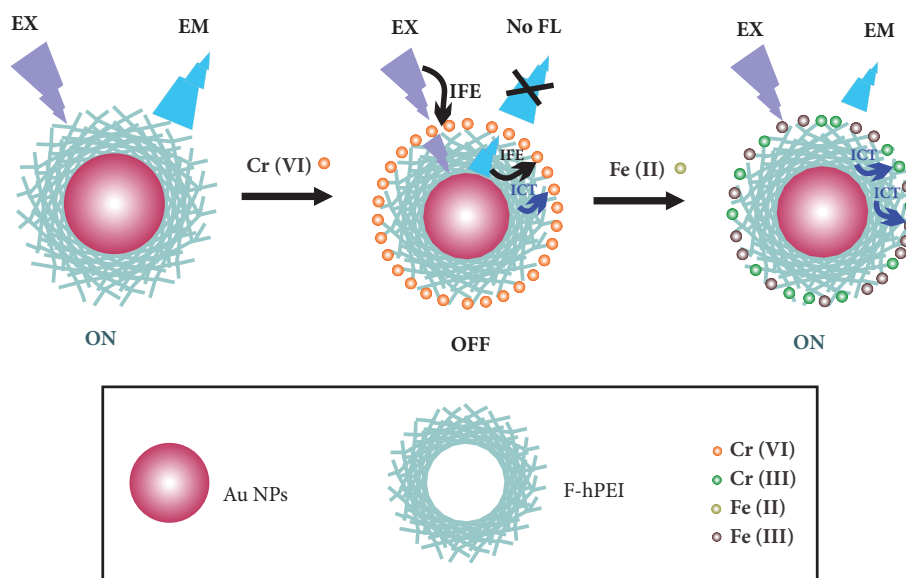 EX
EM
EX
No FL
EX
EM
IFE
IFE
ICT
ICT
ICT
Cr (VI)
Fe (II)
ON
OFF
ON
Au NPs
F-hPEI
Cr (VI)
Cr (III)
Fe (II)
Fe (III)